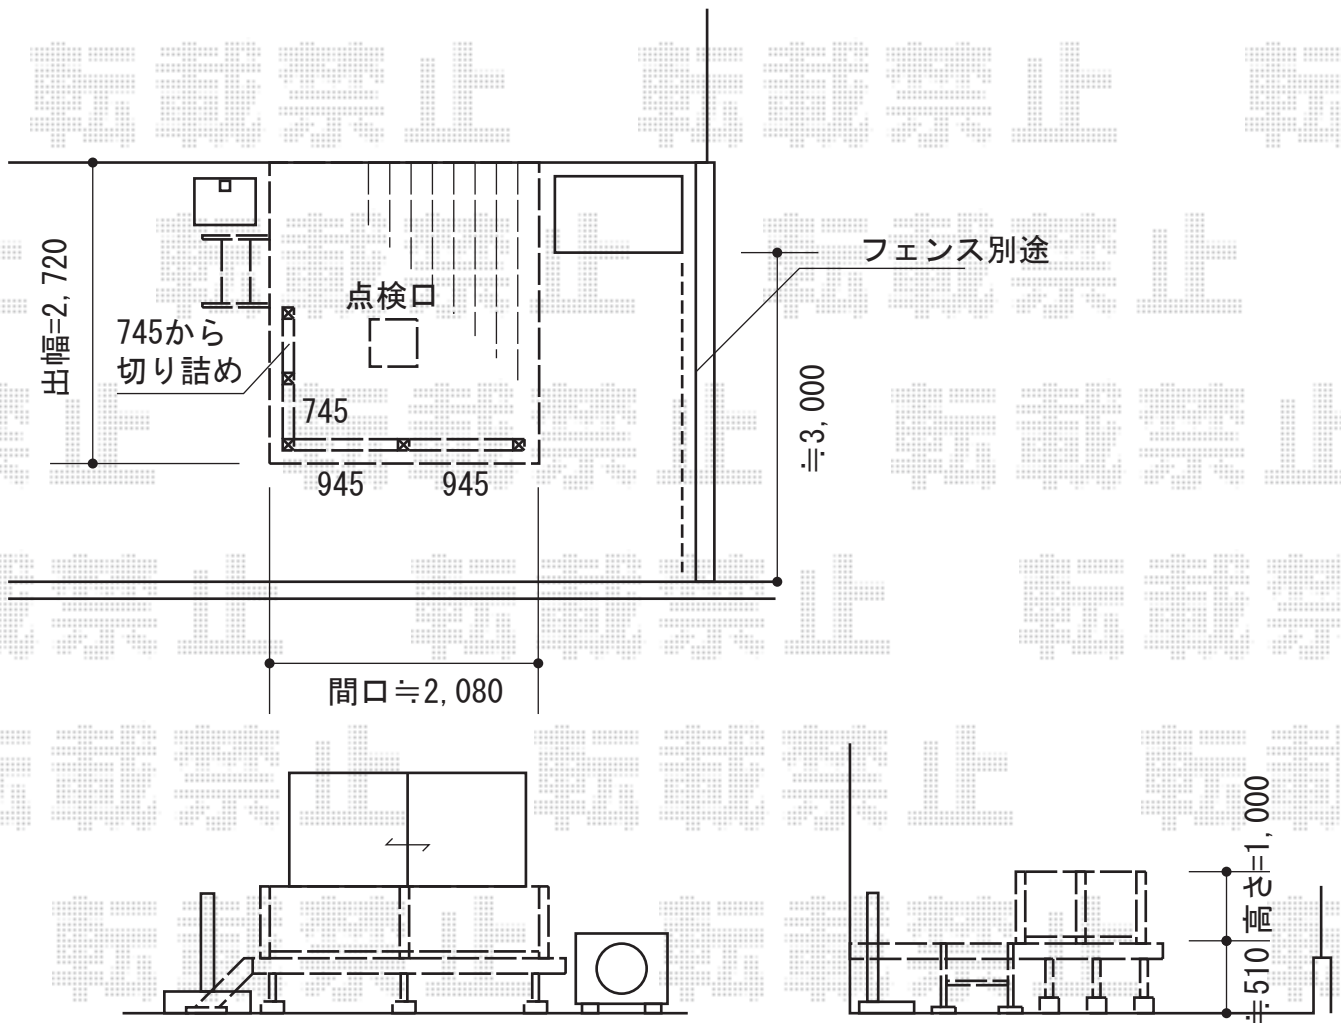 転載禁止
フェンス別途
出幅=2,720
点検口
745から
切り詰め
745
945
945
≒3,000
間口≒2,080
高さ=1,000
≒510